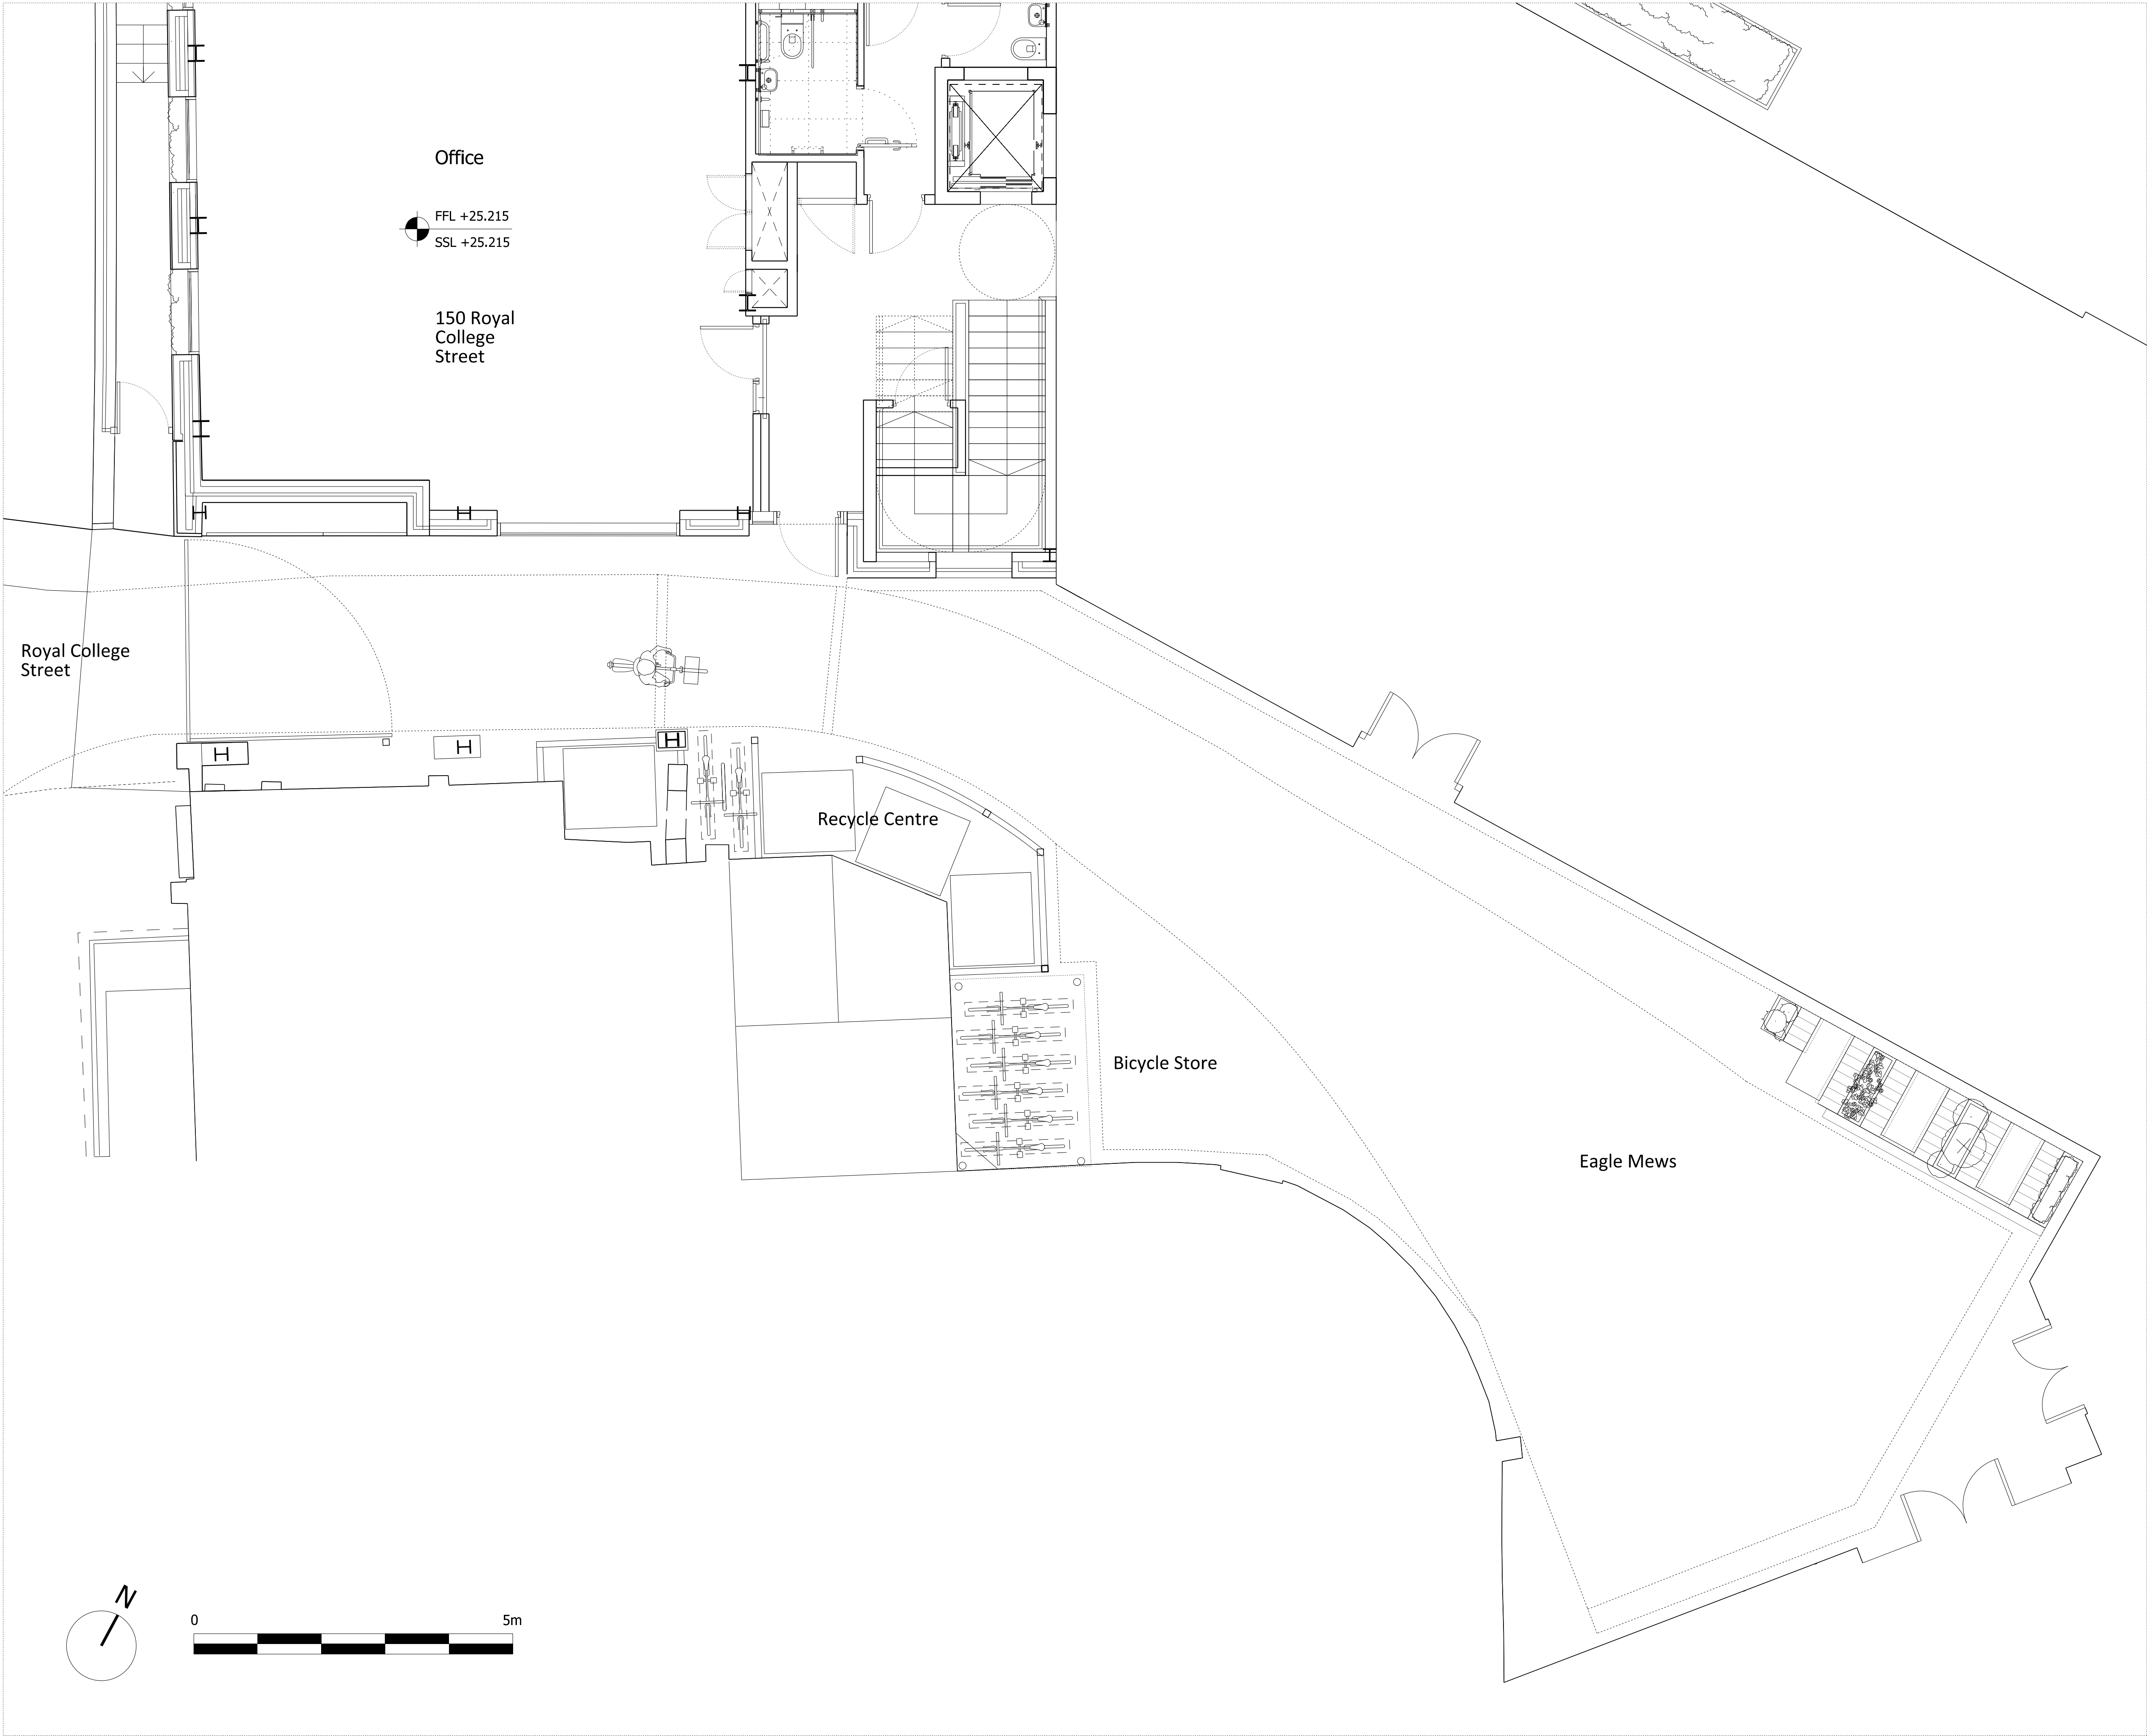 Office
FFL +25.215
SSL +25.215
150 Royal
College
Street
Royal College
Street
Recycle Centre
Bicycle Store
Eagle Mews
N
0
5m